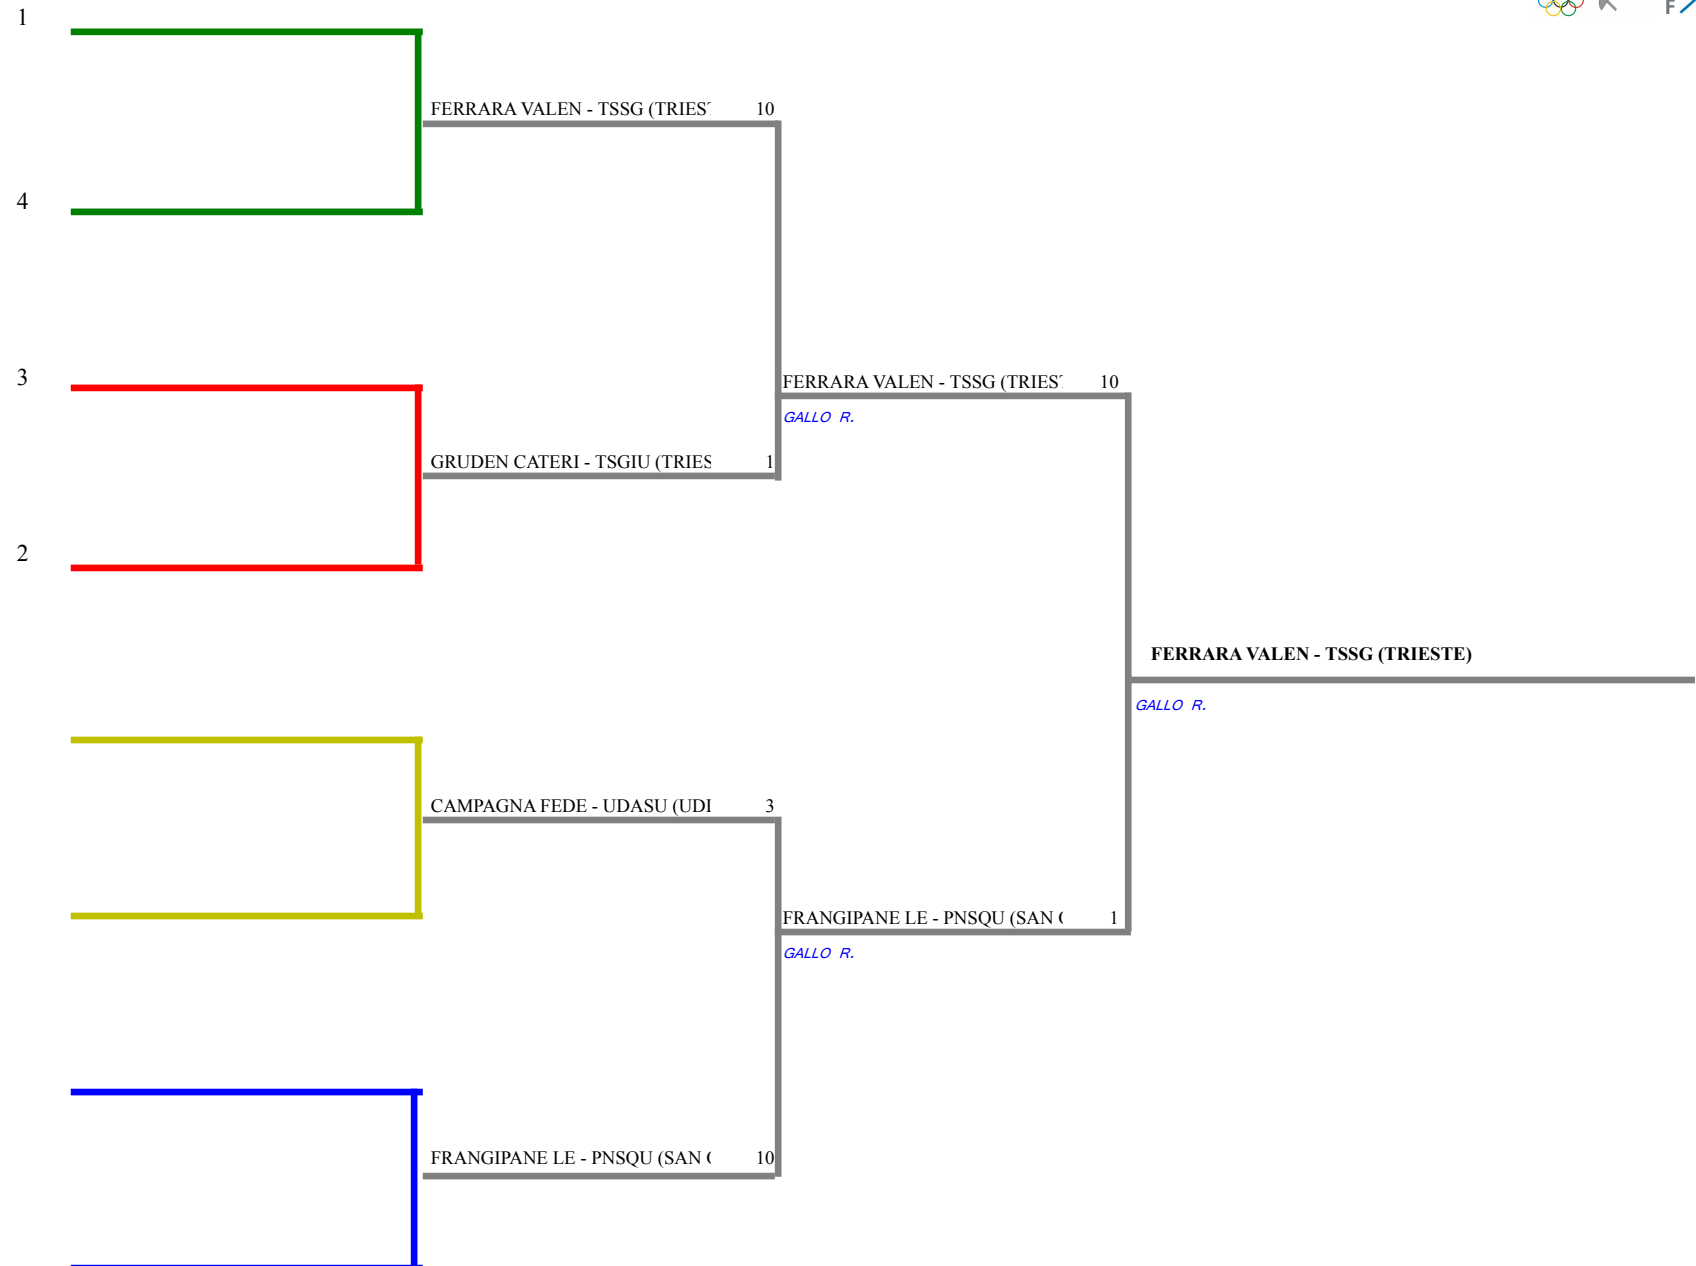 1
F
FERRARA VALEN - TSSG (TRIES 10
4
3
FERRARA VALEN - TSSG (TRIES 10
GALLO R.
GRUDEN CATERI - TSGIU (TRIES 1
2
FERRARA VALEN - TSSG (TRIESTE)
GALLO R.
CAMPAGNA FEDE - UDASU (UDI 3
FRANGIPANE LE - PNSQU (SAN 1
GALLO R.
FRANGIPANE LE - PNSQU (SAN 10